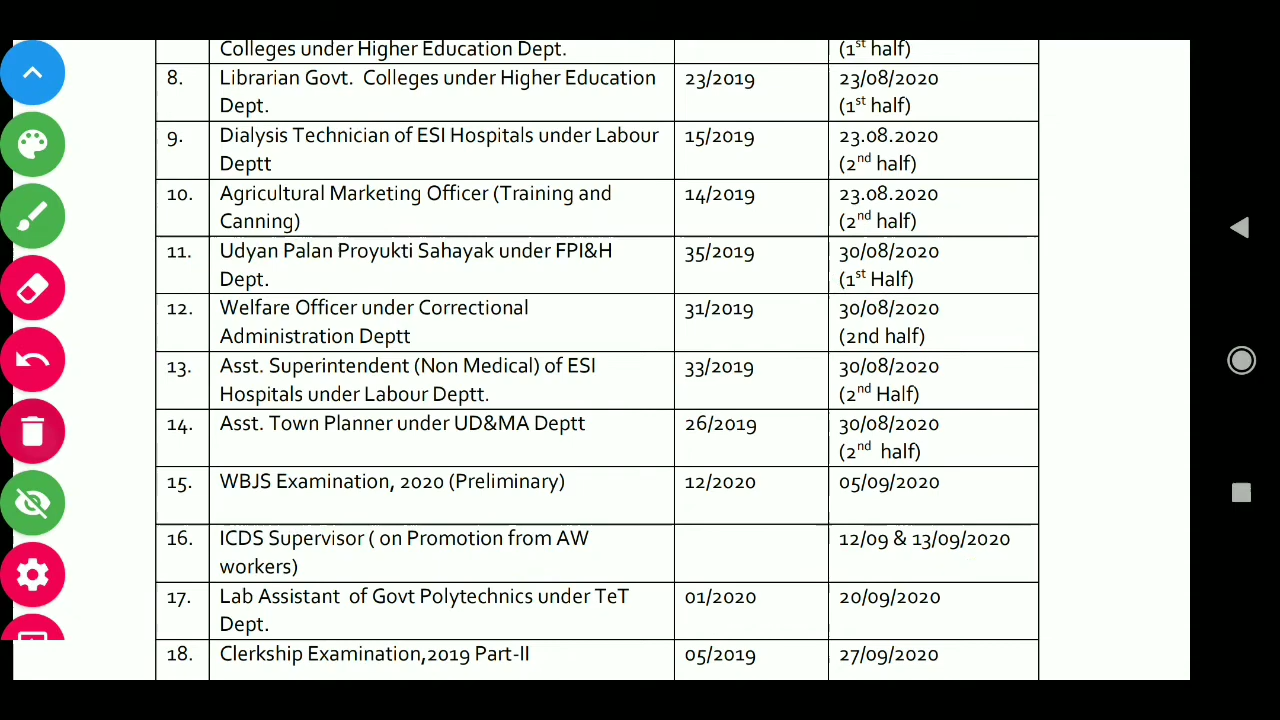 Colleges under Higher Education Dept. (1st half)
8. Librarian Govt. Colleges under Higher Education 23/2019 23/08/2020
Dept. (1st half)
9. Dialysis Technician of ESI Hospitals under Labour 15/2019 23.08.2020
Deptt (2nd half)
10. Agricultural Marketing Officer (Training and 14/2019 23.08.2020
Canning) (2nd half)
11. Udyan Palan Proyukti Sahayak under FPI&H 35/2019 30/08/2020
Dept. (1st Half)
12. Welfare Officer under Correctional 31/2019 30/08/2020
Administration Deptt (2nd half)
13. Asst. Superintendent (Non Medical) of ESI 33/2019 30/08/2020
Hospitals under Labour Deptt. (2nd Half)
14. Asst. Town Planner under UD&MA Deptt 26/2019 30/08/2020
(2nd half)
15. WBJS Examination, 2020 (Preliminary) 12/2020 05/09/2020
16. ICDS Supervisor ( on Promotion from AW 12/09 & 13/09/2020
workers)
17. Lab Assistant of Govt Polytechnics under TeT 01/2020 20/09/2020
Dept.
18. Clerkship Examination,2019 Part-II 05/2019 27/09/2020